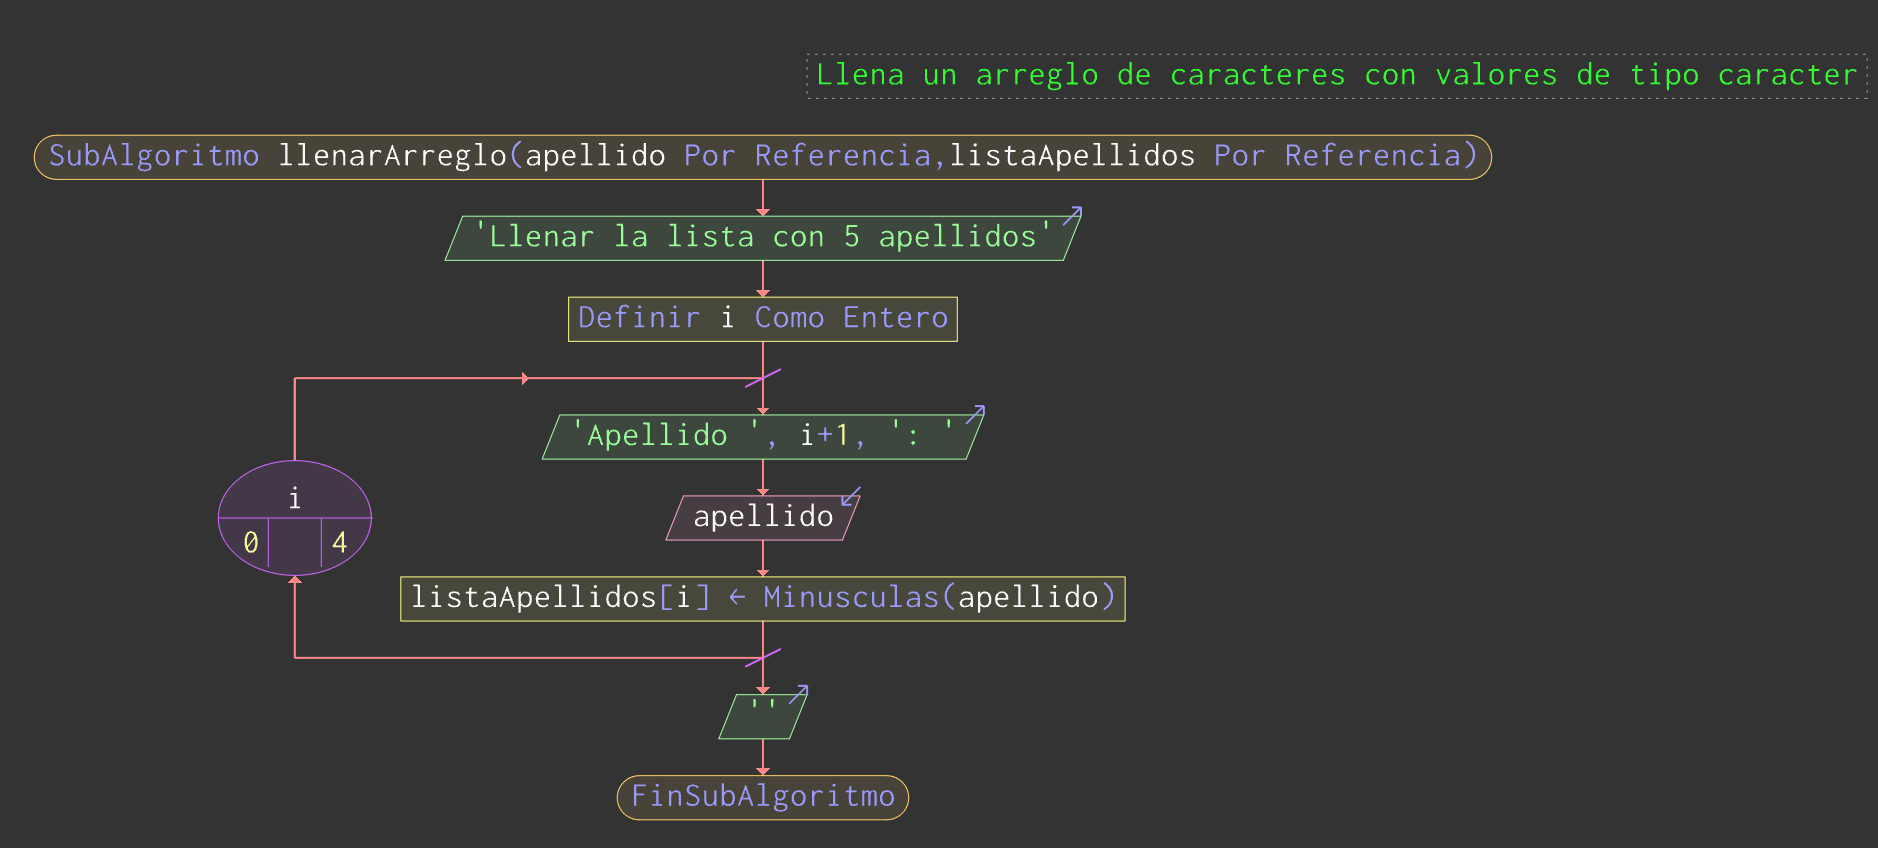 Llena un arreglo de caracteres con valores de tipo caracter
SubAlgoritmo llenarArreglo(apellido Por Referencia,listaApellidos Por Referencia)
'Llenar la lista con 5 apellidos'
Definir i Como Entero
'Apellido ', i+1, ': '
i
0 4
apellido
listaApellidos[i] ← Minusculas(apellido)
''
FinSubAlgoritmo